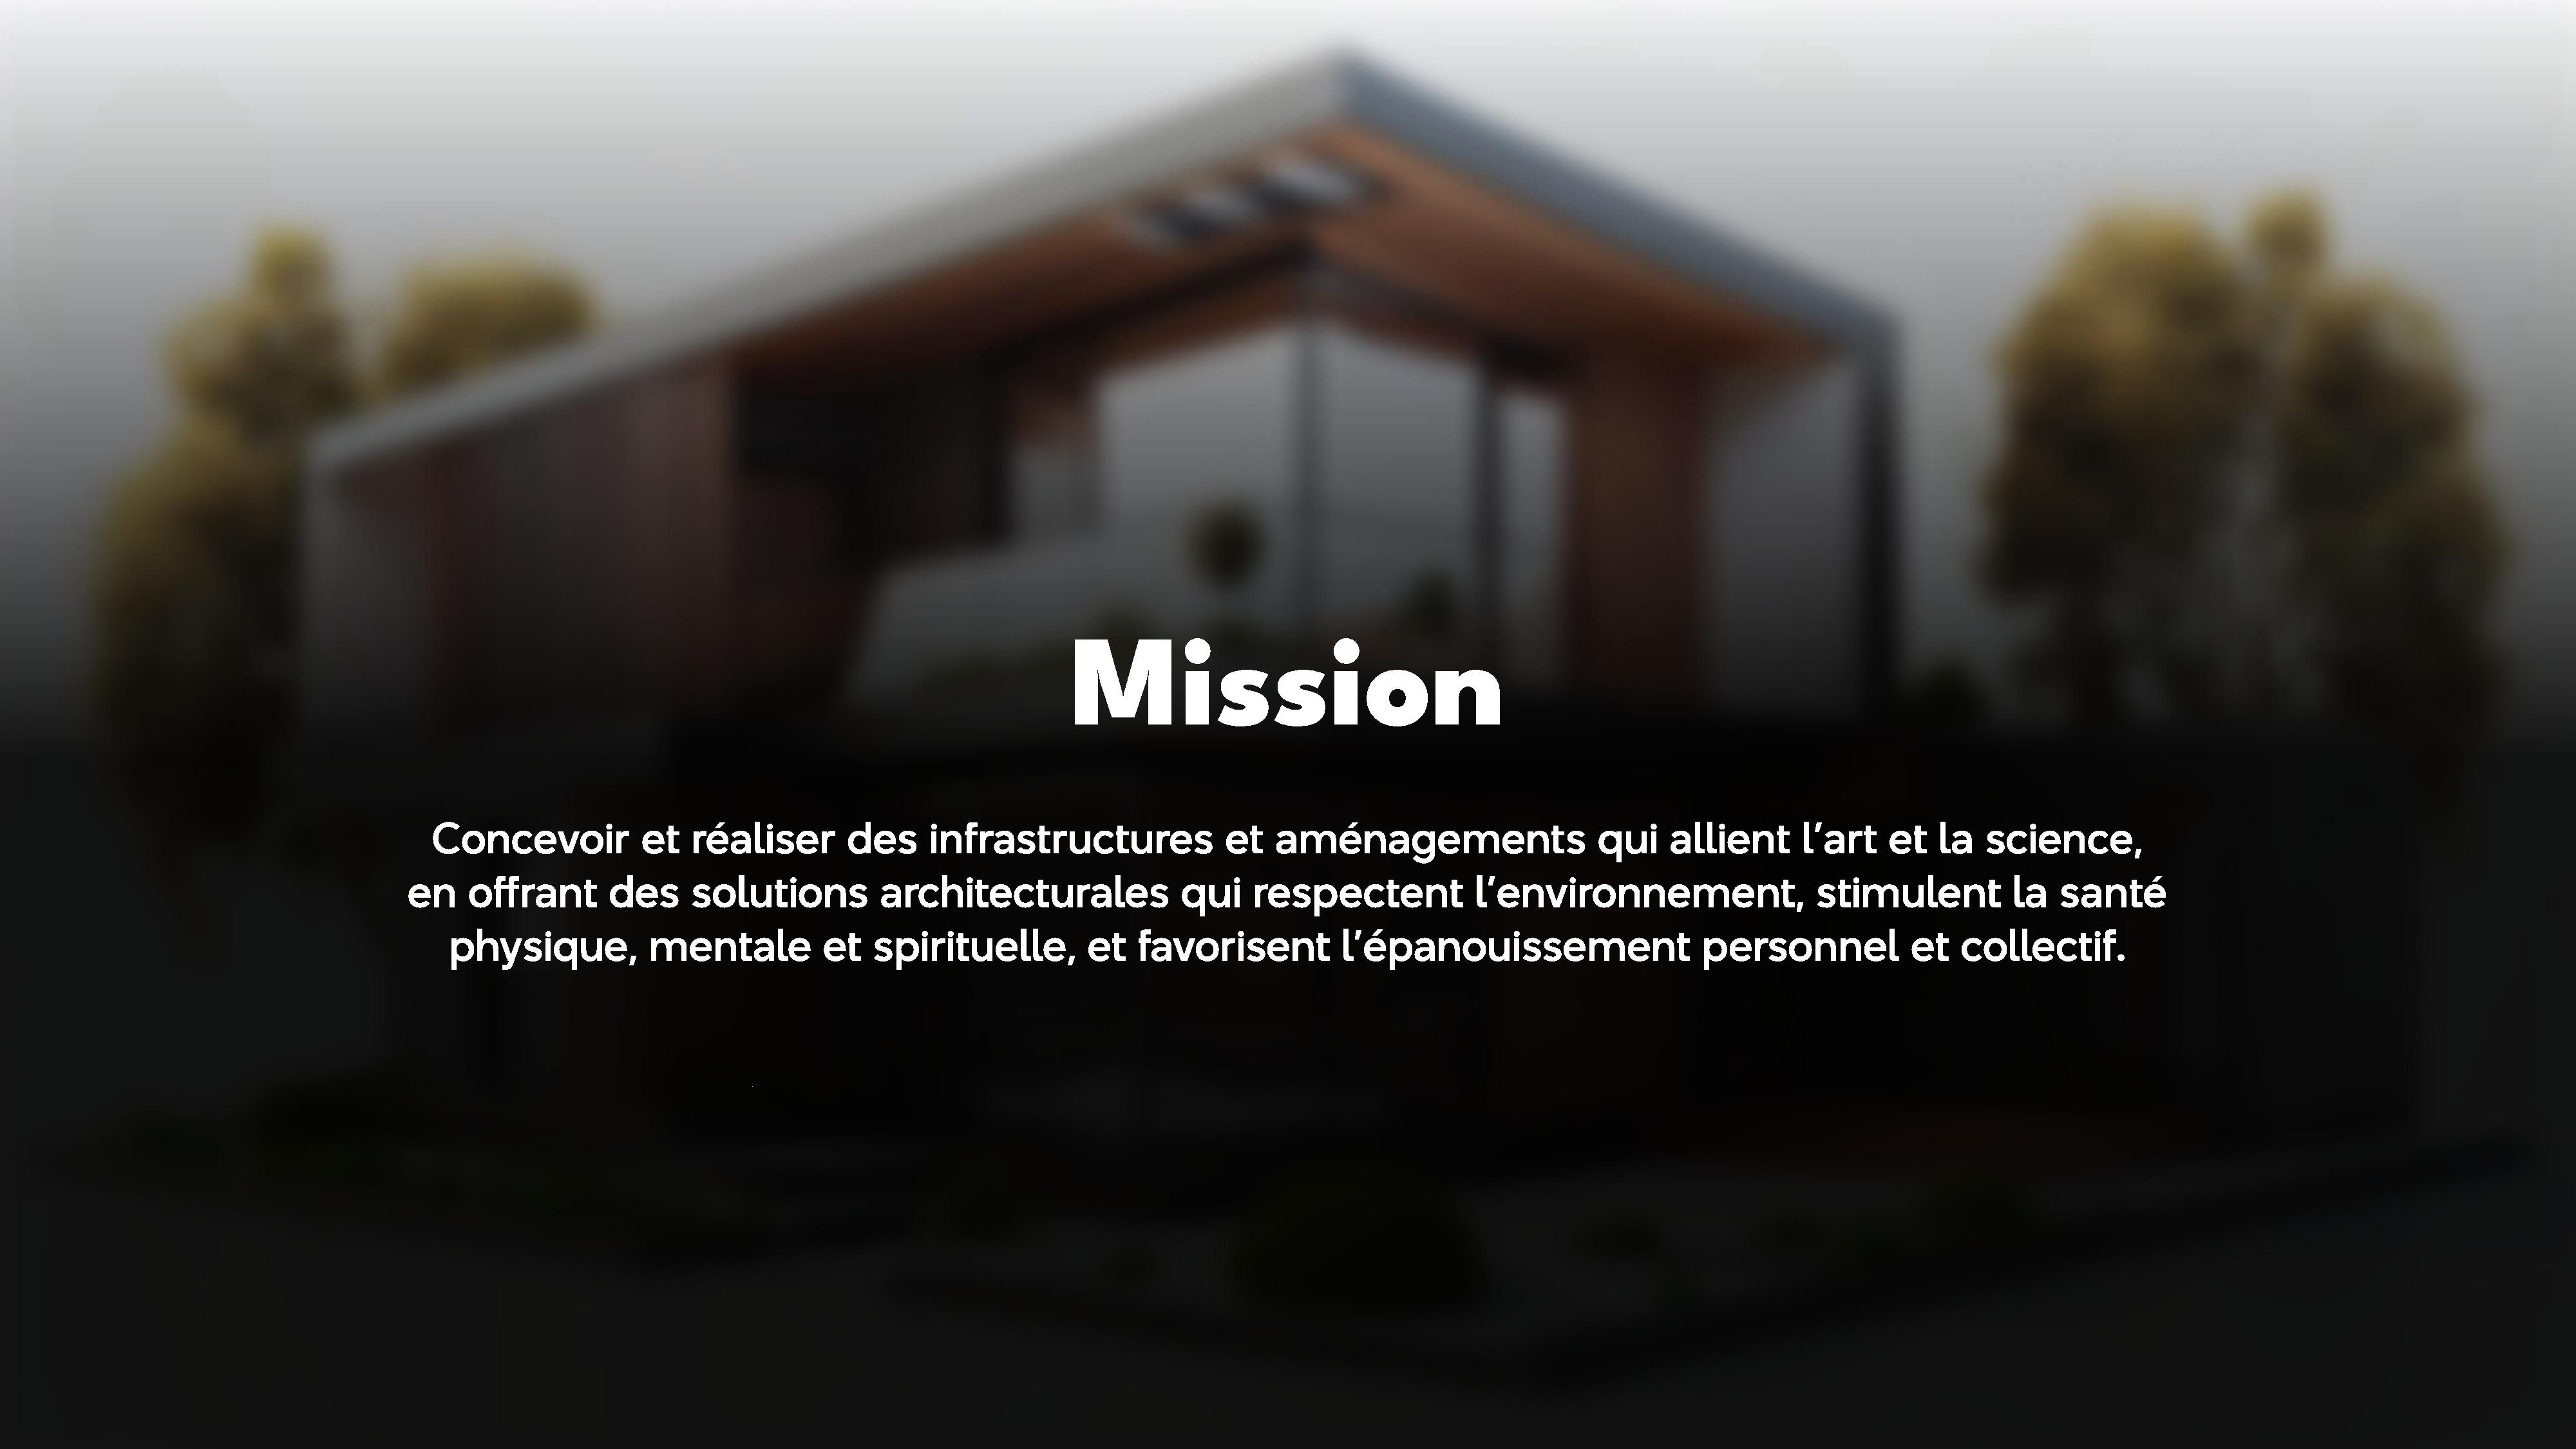 Mission
Concevoir et réaliser des infrastructures et aménagements qui allient l’art et la science,
en offrant des solutions architecturales qui respectent l’environnement, stimulent la santé
physique, mentale et spirituelle, et favorisent l’épanouissement personnel et collectif.